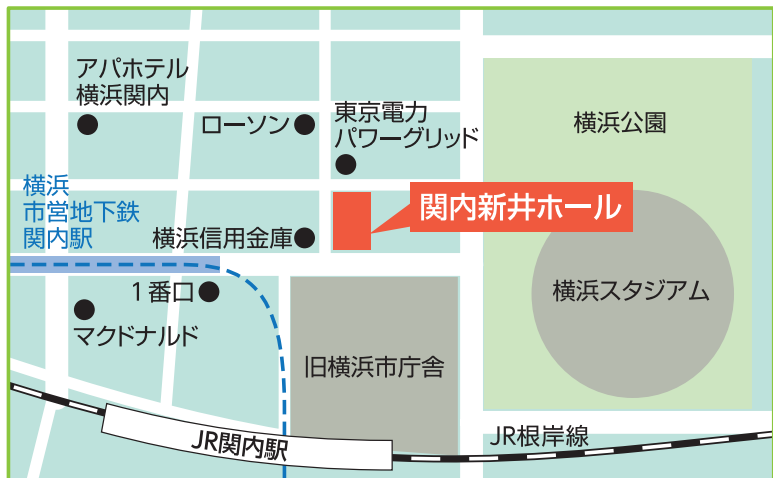 アパホテル
横浜関内
ローソン
東京電力
パワーグリッド
横浜公園
横浜
市営地下鉄
関内駅
横浜信用金庫
関内新井ホール
1番口
マクドナルド
横浜スタジアム
旧横浜市庁舎
JR関内駅
JR根岸線